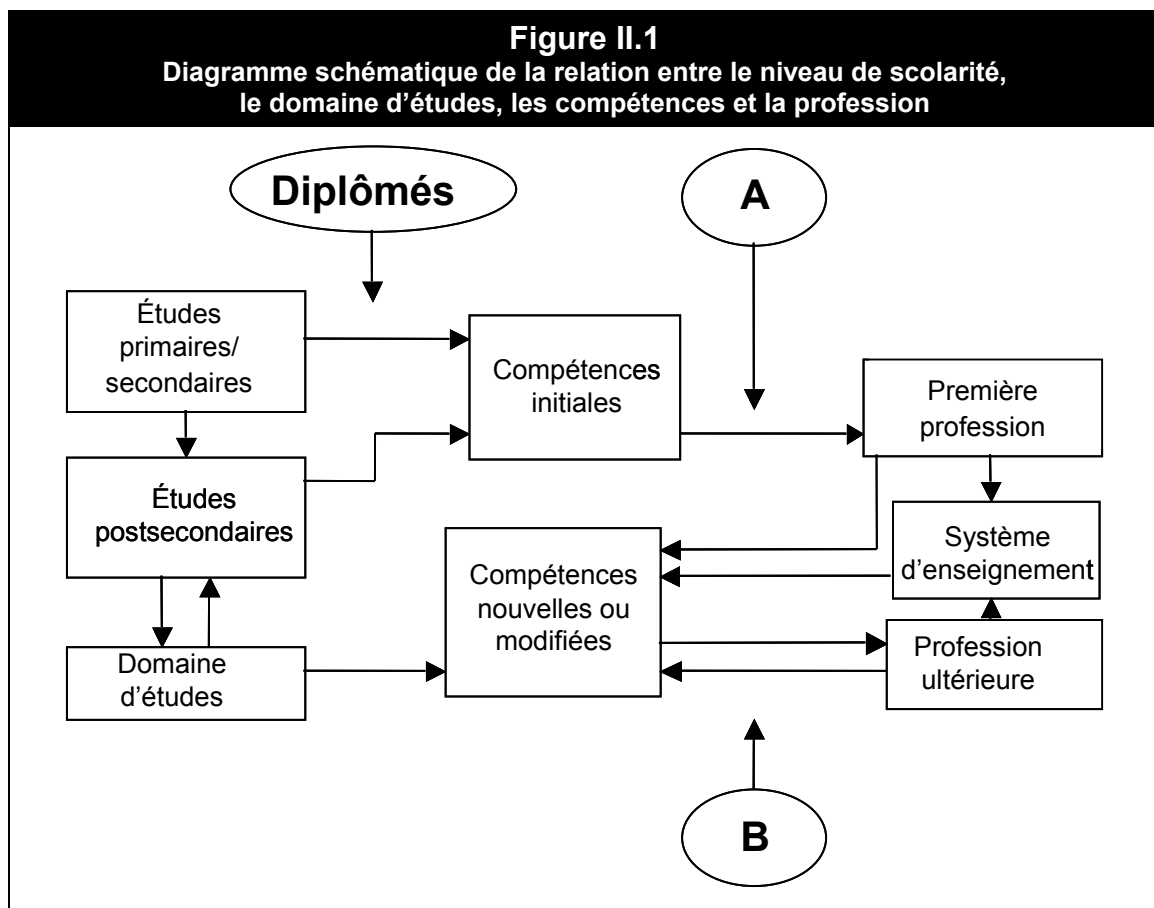 Figure II.1
Diagramme schématique de la relation entre le niveau de scolarité,
le domaine d'études, les compétences et la profession
Diplômés
A
Études
primaires/
secondaires
Compétences
initiales
Première
profession
Études
postsecondaires
Système
d'enseignement
Compétences
nouvelles ou
modifiées
Domaine
d'études
Profession
ultérieure
B